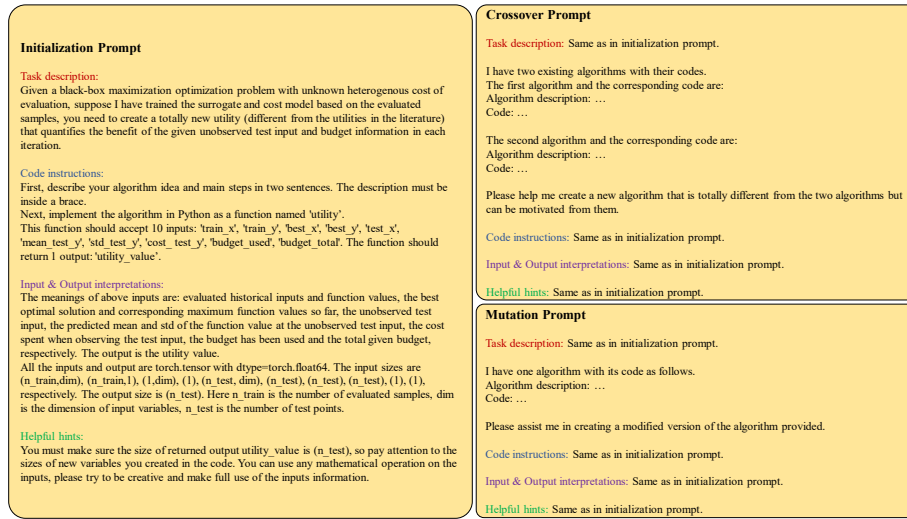 Initialization Prompt
Task description:
Given a black-box maximization optimization problem with unknown heterogenous cost of
evaluation, suppose I have trained the surrogate and cost model based on the evaluated
samples, you need to create a totally new utility (different from the utilities in the literature)
that quantifies the benefit of the given unobserved test input and budget information in each
iteration.
Code instructions:
First, describe your algorithm idea and main steps in two sentences. The description must be
inside a brace.
Next, implement the algorithm in Python as a function named 'utility'.
This function should accept 10 inputs: 'train_x', 'train_y', 'best_x', 'best_y', 'test_x',
'mean_test_y', 'std_test_y', 'cost_test_y', 'budget_used', 'budget_total'. The function should
return 1 output: 'utility_value'.
Input & Output interpretations:
The meanings of above inputs are: evaluated historical inputs and function values, the best
optimal solution and corresponding maximum function values so far, the unobserved test
input, the predicted mean and std of the function value at the unobserved test input, the cost
spent when observing the test input, the budget has been used and the total given budget,
respectively. The output is the utility value.
All the inputs and output are torch.tensor with dtype=torch.float64. The input sizes are
(n_train,dim), (n_train,1), (1,dim), (1), (n_test, dim), (n_test), (n_test), (n_test), (1), (1),
respectively. The output size is (n_test). Here n_train is the number of evaluated samples, dim
is the dimension of input variables, n_test is the number of test points.
Helpful hints:
You must make sure the size of returned output utility_value is (n_test), so pay attention to the
sizes of new variables you created in the code. You can use any mathematical operation on the
inputs, please try to be creative and make full use of the inputs information.
Crossover Prompt
Task description: Same as in initialization prompt.
I have two existing algorithms with their codes.
The first algorithm and the corresponding code are:
Algorithm description: …
Code: …
The second algorithm and the corresponding code are:
Algorithm description: …
Code: …
Please help me create a new algorithm that is totally different from the two algorithms but
can be motivated from them.
Code instructions: Same as in initialization prompt.
Input & Output interpretations: Same as in initialization prompt.
Helpful hints: Same as in initialization prompt.
Mutation Prompt
Task description: Same as in initialization prompt.
I have one algorithm with its code as follows.
Algorithm description: …
Code: …
Please assist me in creating a modified version of the algorithm provided.
Code instructions: Same as in initialization prompt.
Input & Output interpretations: Same as in initialization prompt.
Helpful hints: Same as in initialization prompt.